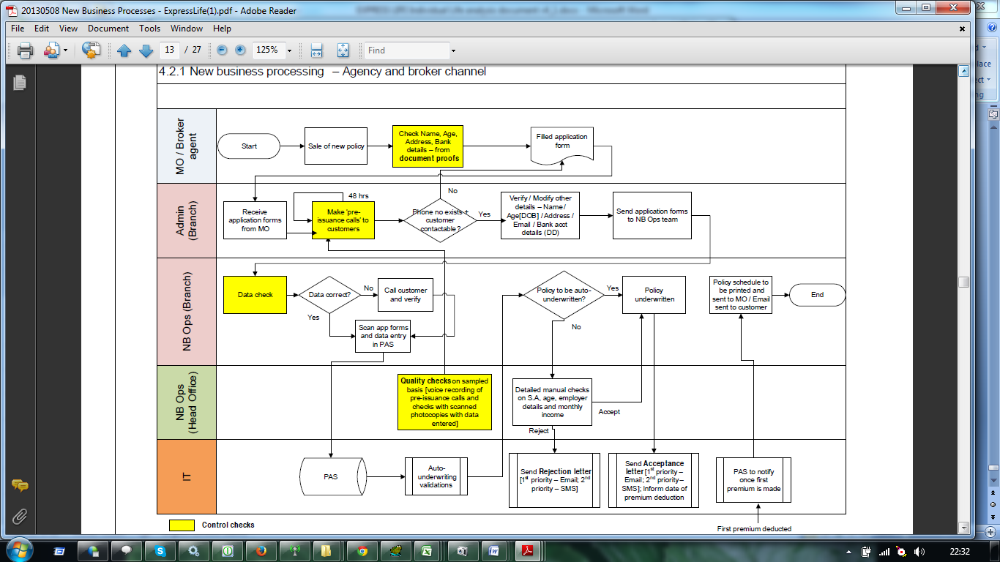 20130508 New Business Processes - ExpressLife(1).pdf - Adobe Reader
File Edit View Document Tools Window Help
13 / 27 125% Find
4.2.1 New business processing – Agency and broker channel
MO / Broker
agent
Start
Sale of new policy
Check Name, Age,
Address, Bank
details – from
document proofs
Filled application
form
Admin
(Branch)
Receive
application forms
from MO
48 hrs
Make 'pre-
issuance calls' to
customers
No
Phone no exists +
customer
contactable?
Yes
Verify / Modify other
details – Name /
Age[DOB] / Address /
Email / Bank acct
details (DD)
Send application forms
to NB Ops team
NB Ops (Branch)
Data check
Data correct?
No
Yes
Call customer
and verify
Scan app forms
and data entry
in PAS
Policy to be auto-
underwritten?
Yes
No
Policy
underwritten
Policy schedule to
be printed and
sent to MO / Email
sent to customer
End
NB Ops
(Head Office)
Quality checks on sampled
basis [voice recording of
pre-issuance calls and
checks with scanned
photocopies with data
entered]
Detailed manual checks
on S.A, age, employer
details and monthly
income
Accept
Reject
IT
PAS
Auto-
underwriting
validations
Send Rejection letter
[1st priority – Email; 2nd
priority – SMS]
Send Acceptance
letter [1st priority –
Email; 2nd priority–
SMS]; Inform date of
premium deduction
PAS to notify
once first
premium is made
First premium deducted
Control checks
22:32